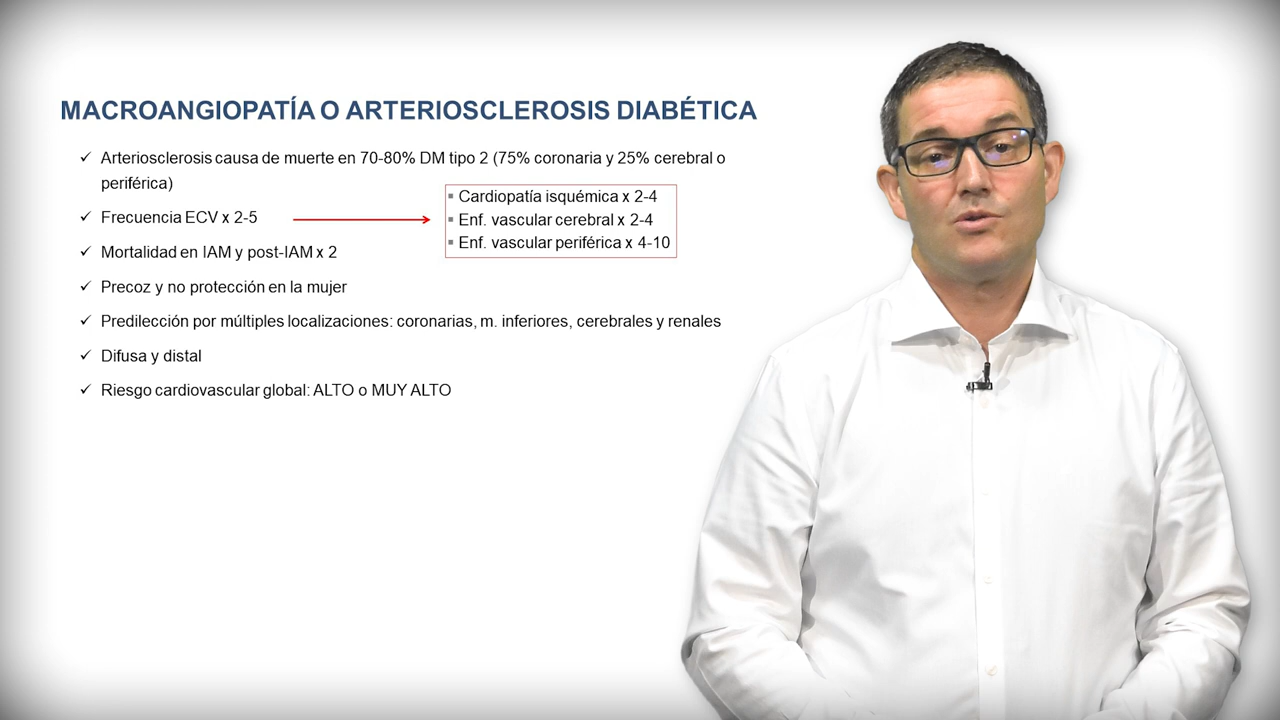 MACROANGIOPATÍA O ARTERIOSCLEROSIS DIABÉTICA
✓ Arteriosclerosis causa de muerte en 70-80% DM tipo 2 (75% coronaria y 25% cerebral o
periférica)
✓ Frecuencia ECV x 2-5
▪ Cardiopatía isquémica x 2-4
▪ Enf. vascular cerebral x 2-4
▪ Enf. vascular periférica x 4-10
✓ Mortalidad en IAM y post-IAM x 2
✓ Precoz y no protección en la mujer
✓ Predilección por múltiples localizaciones: coronarias, m. inferiores, cerebrales y renales
✓ Difusa y distal
✓ Riesgo cardiovascular global: ALTO o MUY ALTO